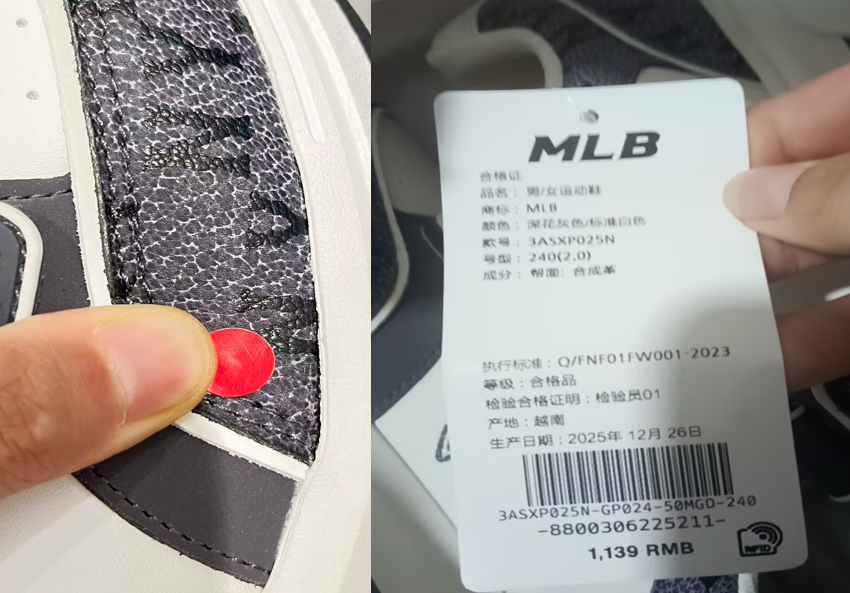 MLB
合格证
品名：男/女运动鞋
商标：MLB
颜色：深花灰色/标准白色
款号：3ASXP025N
号型：240(2.0)
成分：帮面：合成革
执行标准：Q/FNF01FW001-2023
等级：合格品
检验合格证明：检验员01
产地：越南
生产日期：2025年 12月 26日
3ASXP025N-GP024-50MGD-240
-8800306225211-
1,139 RMB
RFID